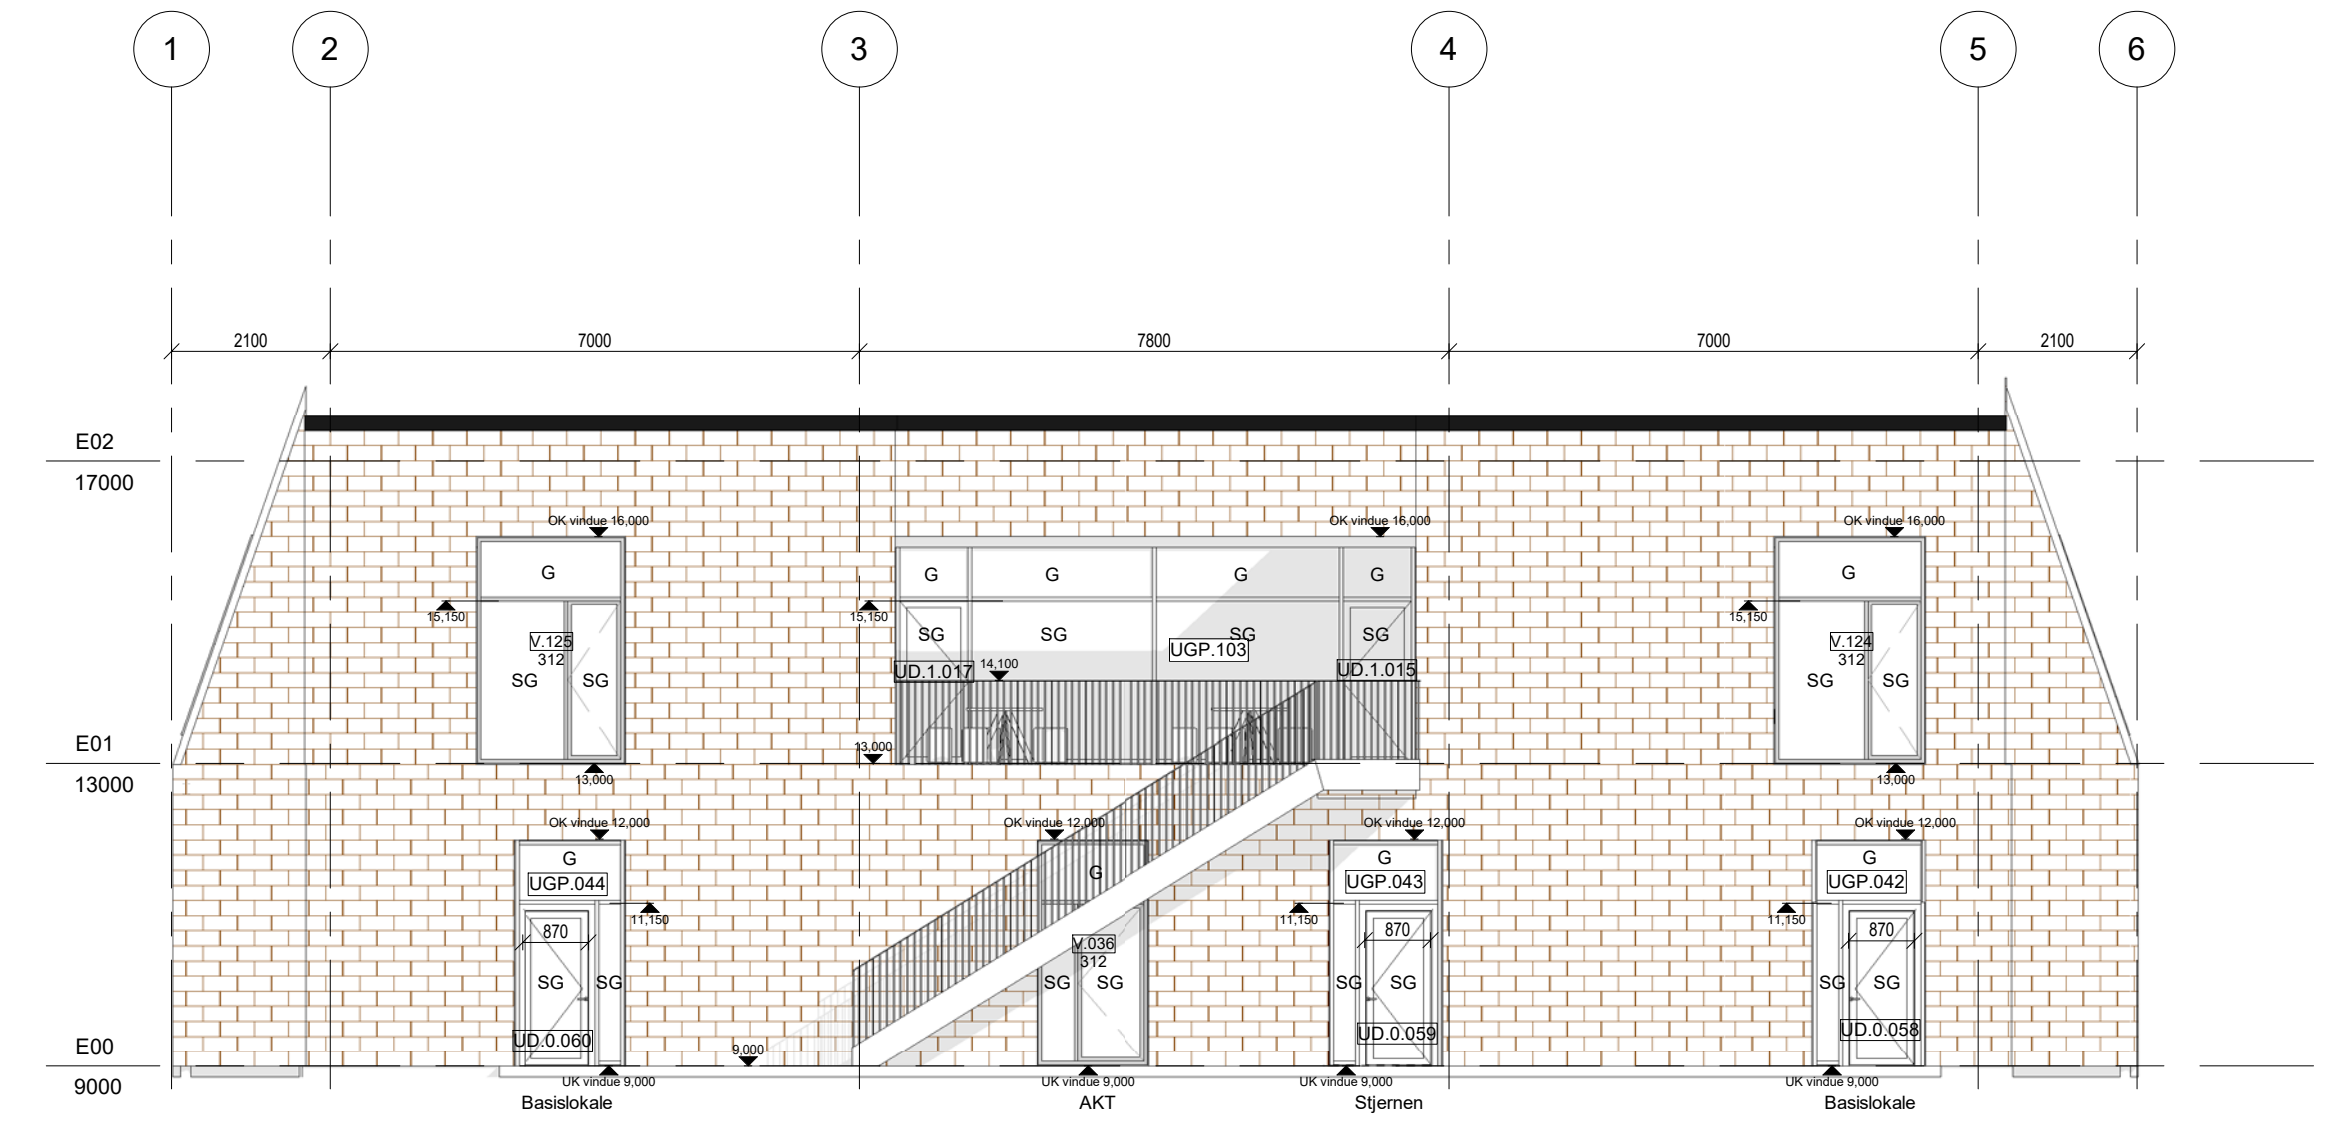 1 2 3 4 5 6
2100 7000 7800 7000 2100
E02
17000
OK vindue 16,000 OK vindue 16,000 OK vindue 16,000
G G G G G G
15,150 15,150 15,150
SG SG SG SG
V.125 V.124
312 312
UGP.103
UD.1.017 14,100 UD.1.015
SG SG SG SG
E01 13,000
13000 13,000 13,000
OK vindue 12,000 OK vindue 12,000 OK vindue 12,000 OK vindue 12,000
G G G G
UGP.044 UGP.043 UGP.042
11,150 11,150 11,150
870 870 870
V.036
312
SG SG SG SG SG SG SG SG
UD.0.060 UD.0.059 UD.0.058
E00 9,000
9000 UK vindue 9,000 UK vindue 9,000 UK vindue 9,000 UK vindue 9,000
Basislokale AKT Stjernen Basislokale